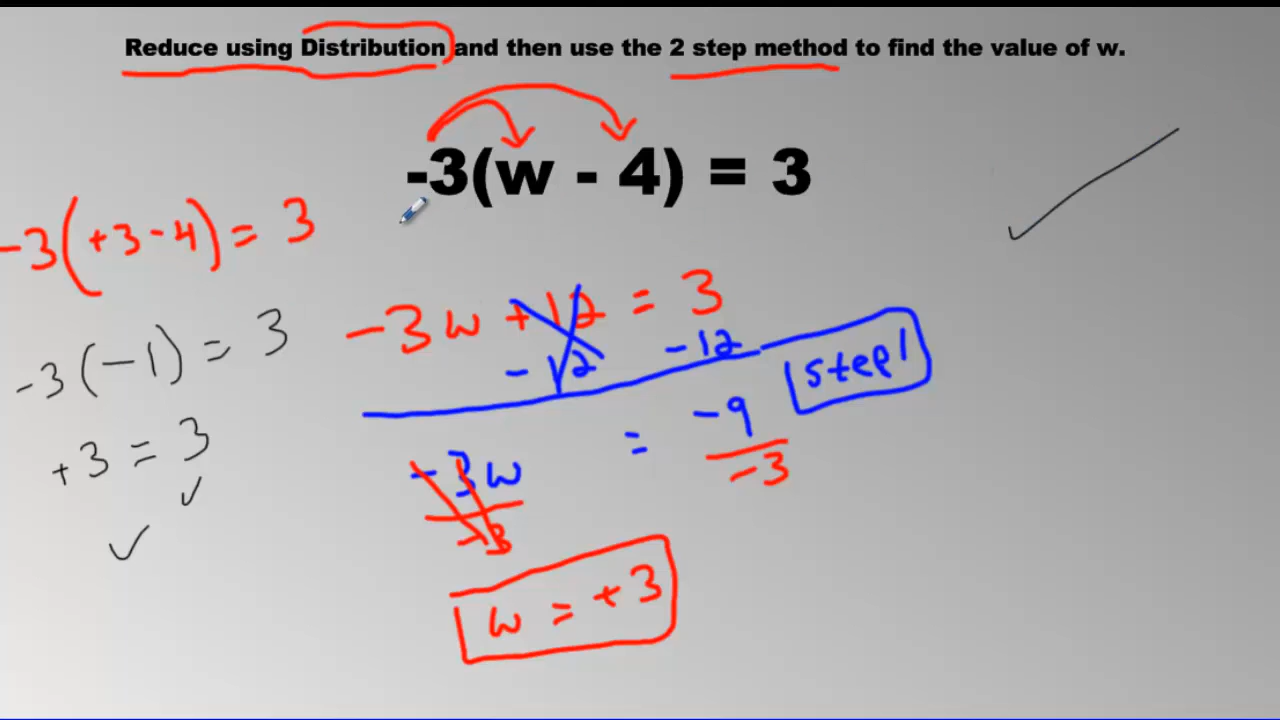 Reduce using Distribution and then use the 2 step method to find the value of w.
-3(w - 4) = 3
-3(+3-4) = 3
-3(-1) = 3
+3 = 3
-3w +12 = 3
-12 -12
step 1
-3w = -9
-3 -3
w = +3